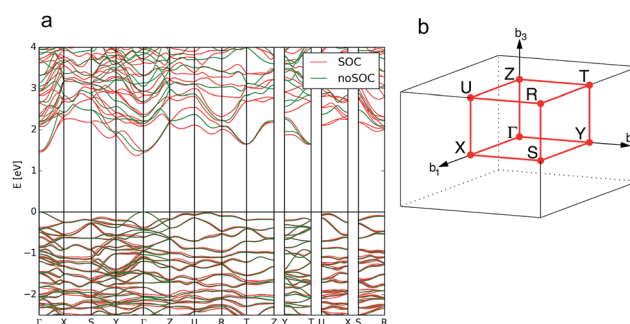 a
4
3
2
1
0
−1
−2
E [eV]
SOC
noSOC
Γ X S Y Γ Z U R T Z Y T U X S R
b
b3
Z
T
U
R
Γ
Y
X
S
b1
b